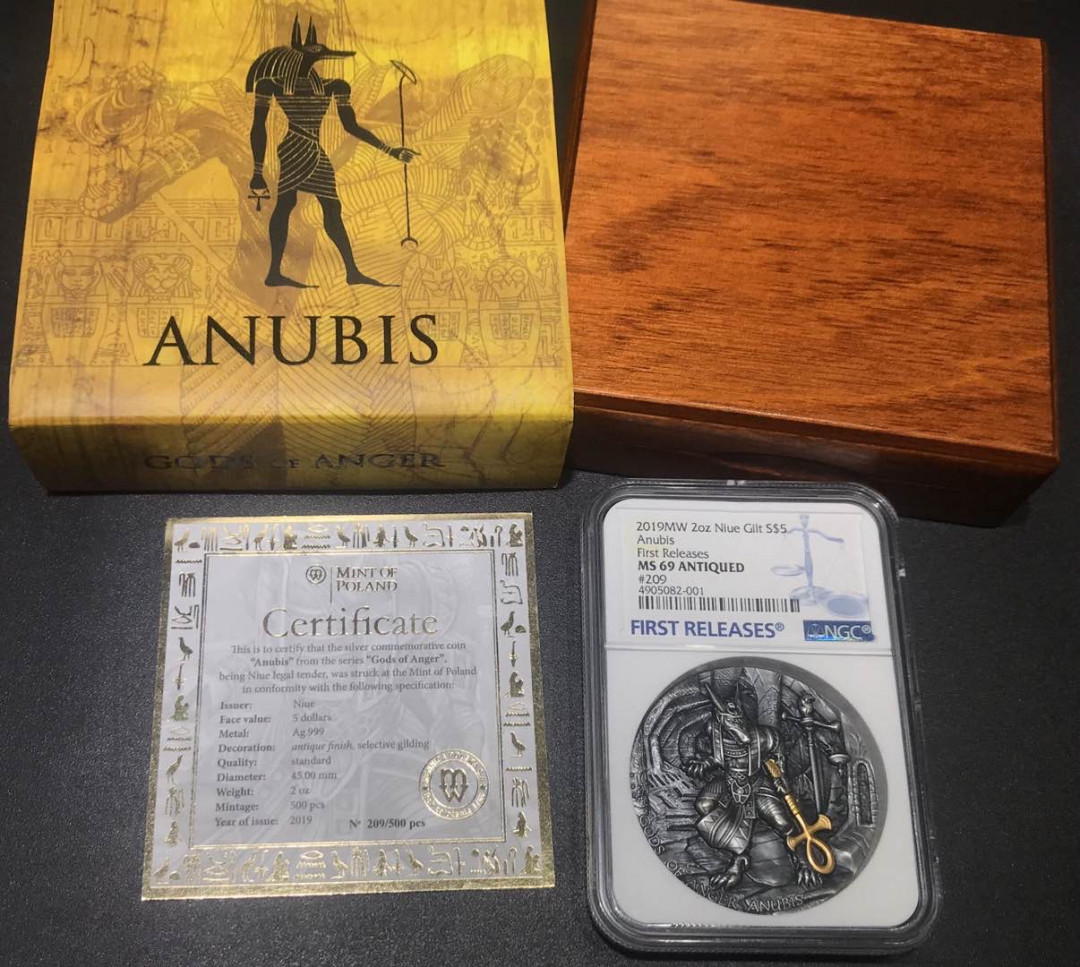 ANUBIS
GODS OF ANGER
MINT OF
POLAND
Certificate
This is to certify that the silver commemorative coin
"Anubis" from the series "Gods of Anger",
being Niue legal tender, was struck at the Mint of Poland
in conformity with the following specification:
Issuer: Niue
Face value: 5 dollars
Metal: Ag 999
Decoration: antique finish, selective gilding
Quality: standard
Diameter: 45.00 mm
Weight: 2 oz
Mintage: 500 pcs
Year of issue: 2019
Nº 209/500 pcs
2019MW 2oz Niue Gilt S$5
Anubis
First Releases
MS 69 ANTIQUED
#209
4905082-001
FIRST RELEASES®
NGC®
GODS OF ANGER ANUBIS